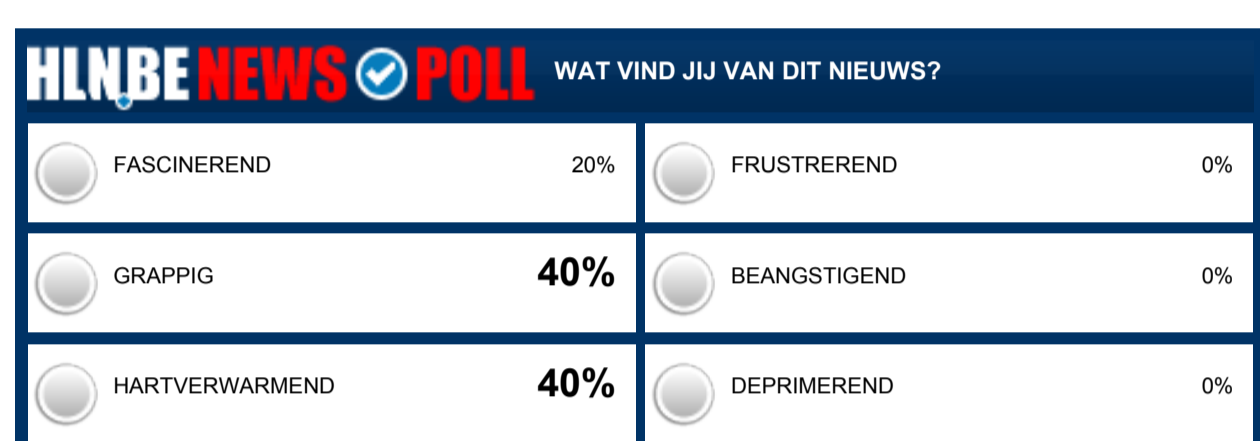 HLN.BE NEWS POLL WAT VIND JIJ VAN DIT NIEUWS?
FASCINEREND 20% FRUSTREREND 0%
GRAPPIG 40% BEANGSTIGEND 0%
HARTVERWARMEND 40% DEPRIMEREND 0%